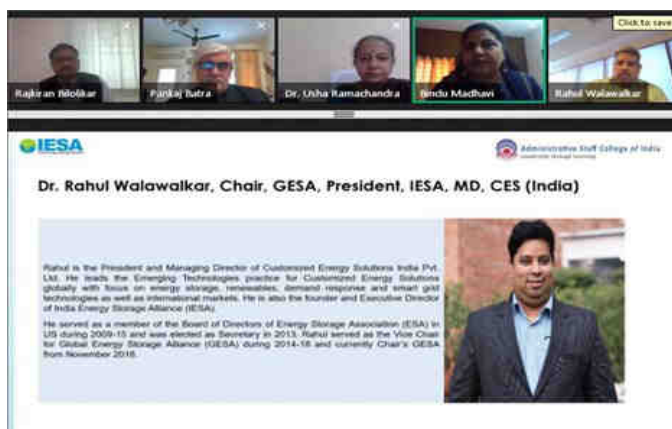 Click to save
Rajkiran Bilolikar
Pankaj Batra
Dr. Usha Ramachandra
Bindu Madhavi
Rahul Walawalkar
IESA
Administrative Staff College of India
Dr. Rahul Walawalkar, Chair, GESA, President, IESA, MD, CES (India)
Rahul is the President and Managing Director of Customized Energy Solutions India Pvt.
Ltd. He leads the Emerging Technologies practice for Customized Energy Solutions
globally with focus on energy storage, renewables, demand response and smart grid
technologies as well as international markets. He is also the founder and Executive Director
of India Energy Storage Alliance (IESA).
He served as a member of the Board of Directors of Energy Storage Association (ESA) in
US during 2009-15 and was elected as Secretary in 2013. Rahul served as the Vice Chair
for Global Energy Storage Alliance (GESA) during 2014-18 and currently Chair's GESA
from November 2018.